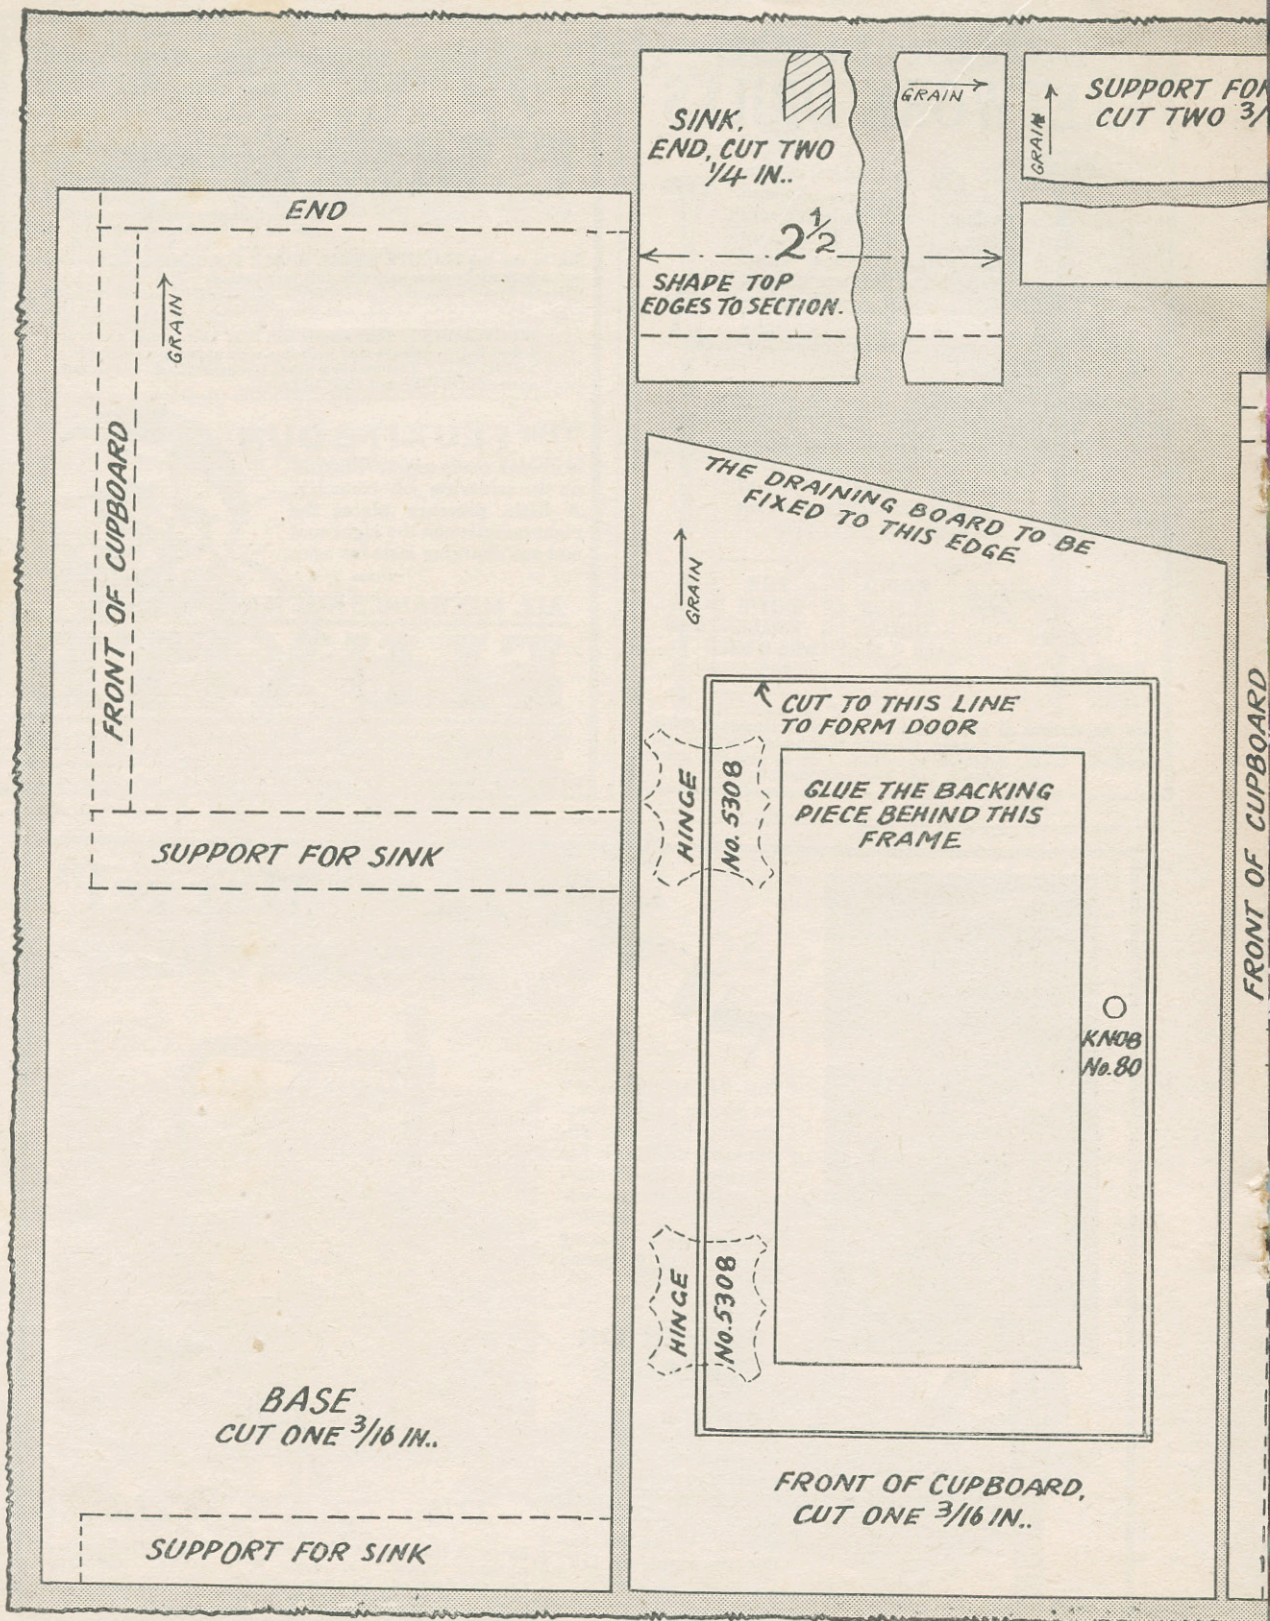 END
GRAIN
FRONT OF CUPBOARD
SUPPORT FOR SINK
BASE
CUT ONE 3/16 IN..
SUPPORT FOR SINK
SINK,
END, CUT TWO
1/4 IN..
GRAIN
2 1/2
SHAPE TOP
EDGES TO SECTION.
SUPPORT FOR
CUT TWO 3/
GRAIN
THE DRAINING BOARD TO BE
FIXED TO THIS EDGE
GRAIN
CUT TO THIS LINE
TO FORM DOOR
HINGE
No. 5308
GLUE THE BACKING
PIECE BEHIND THIS
FRAME
KNOB
No. 80
HINGE
No. 5308
FRONT OF CUPBOARD,
CUT ONE 3/16 IN..
FRONT OF CUPBOARD